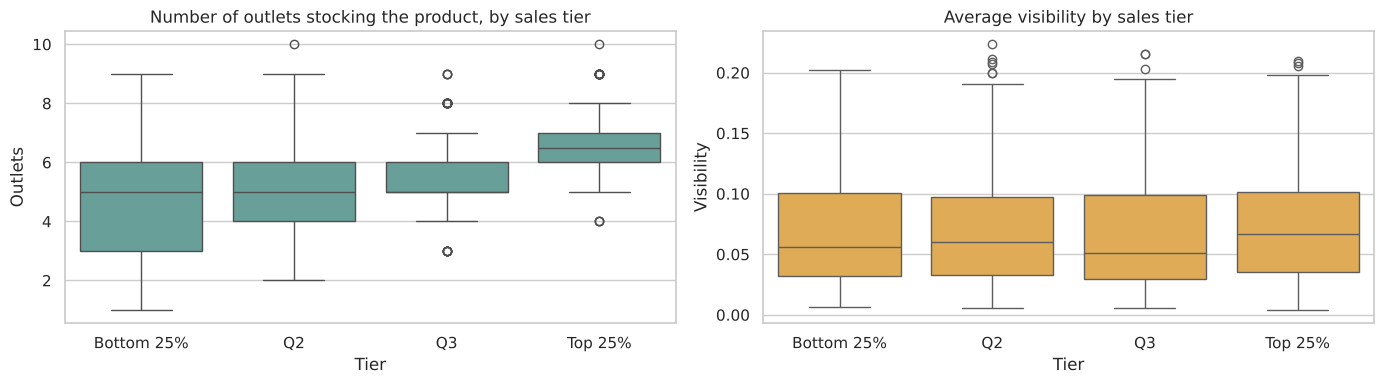 Number of outlets stocking the product, by sales tier
10
8
6
4
2
Outlets
Bottom 25%
Q2
Q3
Top 25%
Tier
Average visibility by sales tier
0.20
0.15
0.10
0.05
0.00
Visibility
Bottom 25%
Q2
Q3
Top 25%
Tier